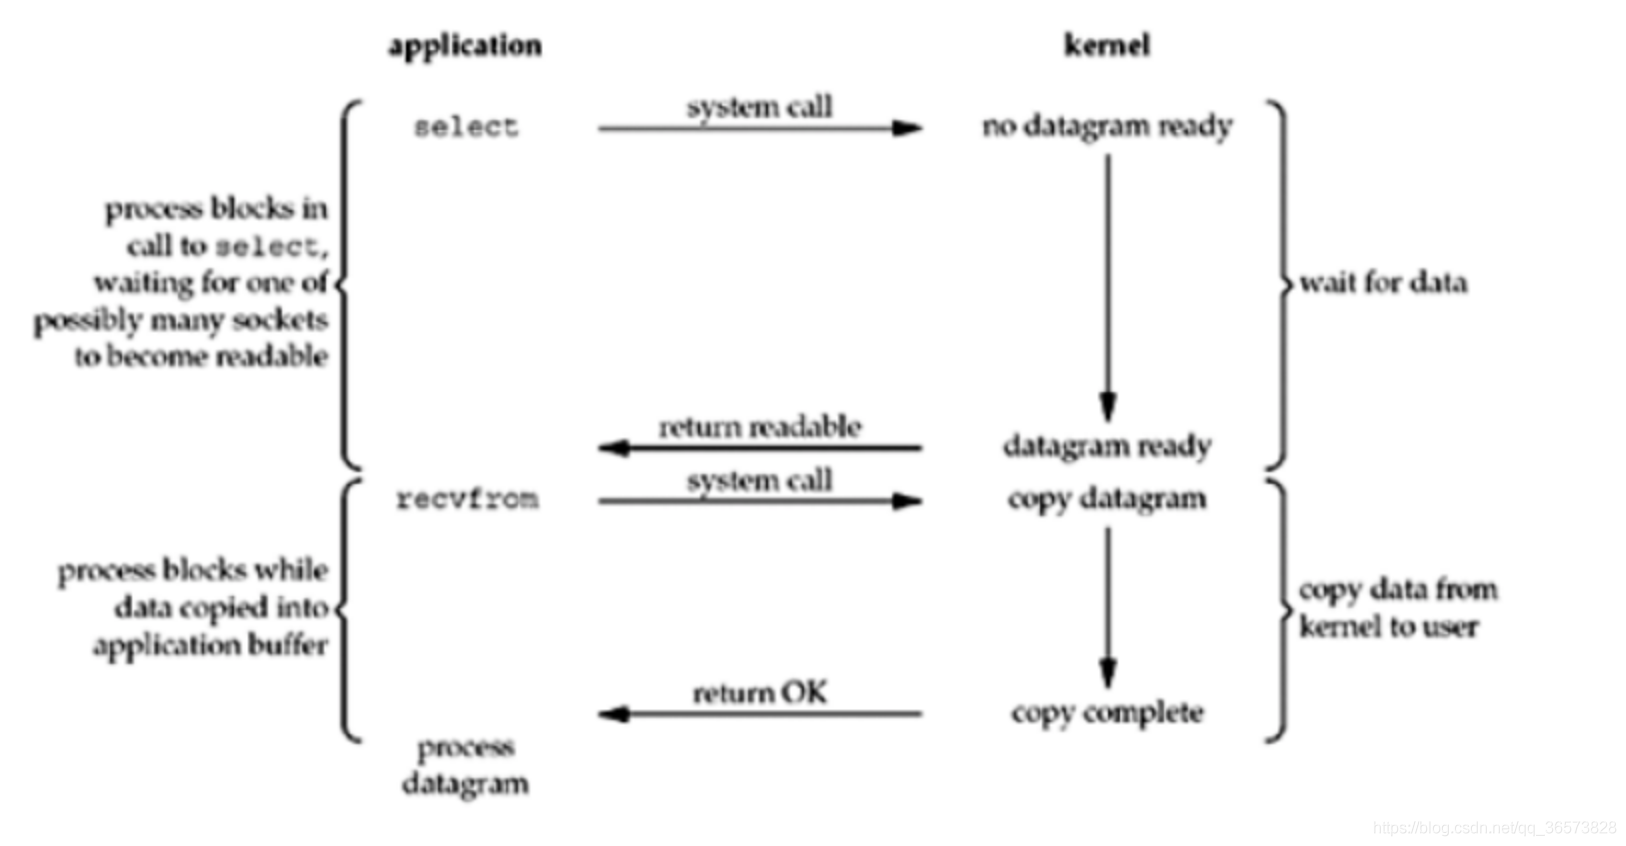 application
kernel
select
system call
no datagram ready
process blocks in
call to select,
waiting for one of
possibly many sockets
to become readable
wait for data
return readable
datagram ready
recvfrom
system call
copy datagram
process blocks while
data copied into
application buffer
copy data from
kernel to user
return OK
copy complete
process
datagram
https://blog.csdn.net/qq_36573828